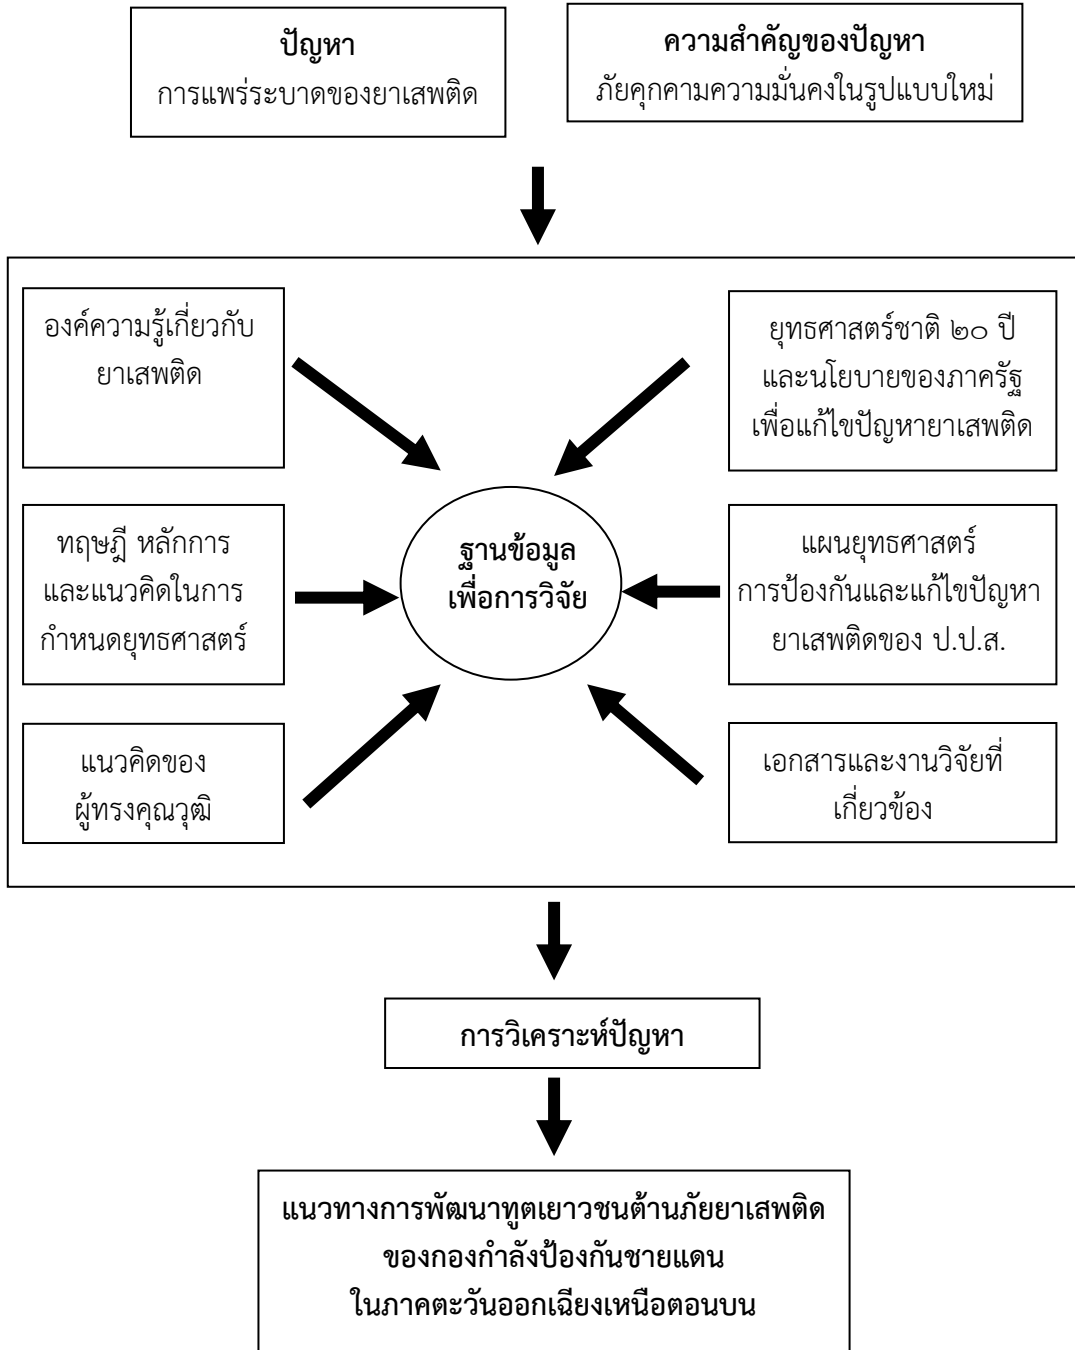 ปัญหา
การแพร่ระบาดของยาเสพติด
ความสำคัญของปัญหา
ภัยคุกคามความมั่นคงในรูปแบบใหม่
องค์ความรู้เกี่ยวกับ
ยาเสพติด
ยุทธศาสตร์ชาติ ๒๐ ปี
และนโยบายของภาครัฐ
เพื่อแก้ไขปัญหายาเสพติด
ทฤษฎี หลักการ
และแนวคิดในการ
กำหนดยุทธศาสตร์
ฐานข้อมูล
เพื่อการวิจัย
แผนยุทธศาสตร์
การป้องกันและแก้ไขปัญหา
ยาเสพติดของ ป.ป.ส.
แนวคิดของ
ผู้ทรงคุณวุฒิ
เอกสารและงานวิจัยที่
เกี่ยวข้อง
การวิเคราะห์ปัญหา
แนวทางการพัฒนาทูตเยาวชนต้านภัยยาเสพติด
ของกองกำลังป้องกันชายแดน
ในภาคตะวันออกเฉียงเหนือตอนบน